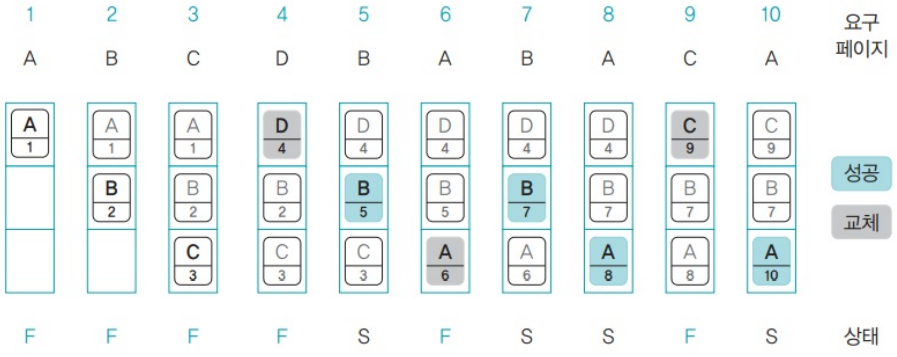 1 2 3 4 5 6 7 8 9 10 요구
A B C D B A B A C A 페이지
A A A D D D D D C C
1 1 1 4 4 4 4 4 9 9
B B B B B B B B B
2 2 2 5 5 7 7 7 7
성공
C C C A A A A A
3 3 3 6 6 8 8 10
교체
F F F F S F S S F S 상태